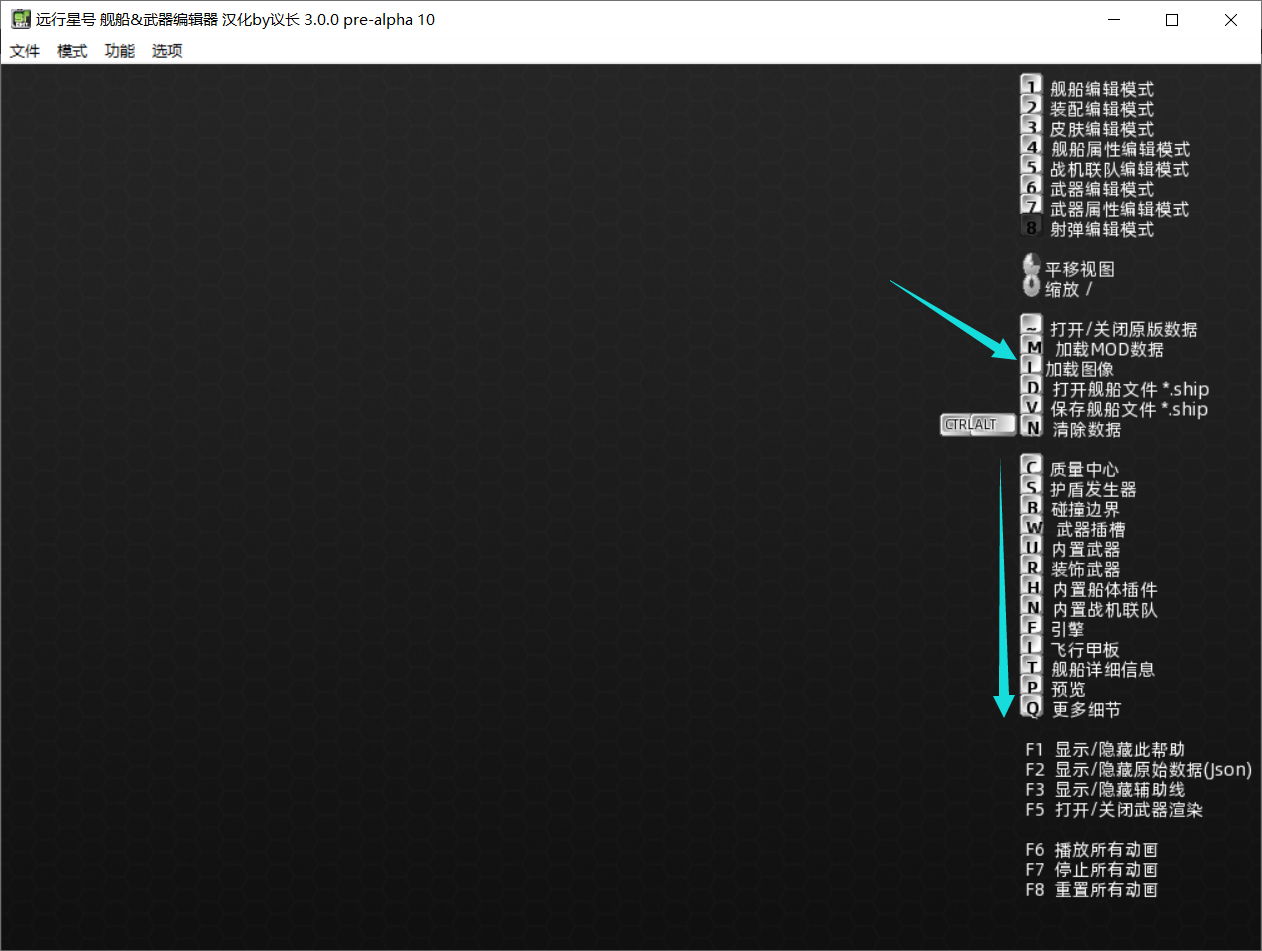 远行星号 舰船&武器编辑器 汉化by议长 3.0.0 pre-alpha 10
文件 模式 功能 选项
1 舰船编辑模式
2 装配编辑模式
3 皮肤编辑模式
4 舰船属性编辑模式
5 战机联队编辑模式
6 武器编辑模式
7 武器属性编辑模式
8 射弹编辑模式
平移视图
缩放 /
~ 打开/关闭原版数据
M 加载MOD数据
I 加载图像
D 打开舰船文件 *.ship
V 保存舰船文件 *.ship
CTRL ALT N 清除数据
C 质量中心
S 护盾发生器
B 碰撞边界
W 武器插槽
U 内置武器
R 装饰武器
H 内置船体插件
N 内置战机联队
F 引擎
I 飞行甲板
T 舰船详细信息
P 预览
Q 更多细节
F1 显示/隐藏此帮助
F2 显示/隐藏原始数据(Json)
F3 显示/隐藏辅助线
F5 打开/关闭武器渲染
F6 播放所有动画
F7 停止所有动画
F8 重置所有动画